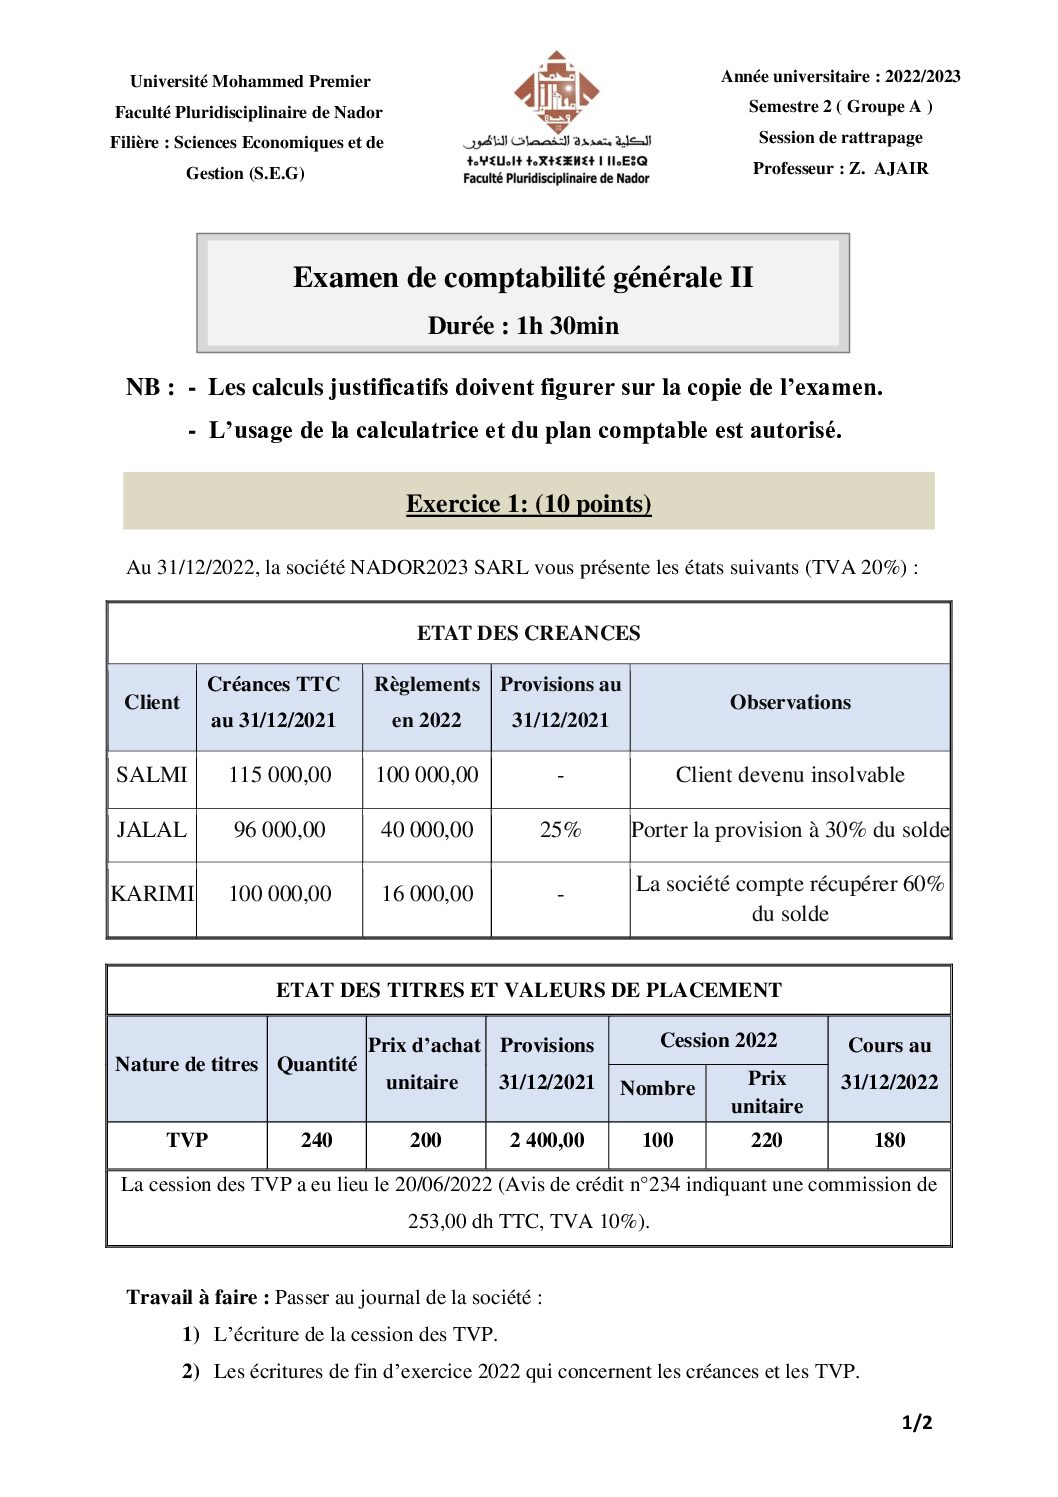 Université Mohammed Premier
Faculté Pluridisciplinaire de Nador
Filière : Sciences Economiques et de
Gestion (S.E.G)
الكلية متعددة التخصصات الناظور
Faculté Pluridisciplinaire de Nador
Année universitaire : 2022/2023
Semestre 2 ( Groupe A )
Session de rattrapage
Professeur : Z. AJAIR
Examen de comptabilité générale II
Durée : 1h 30min
NB : - Les calculs justificatifs doivent figurer sur la copie de l’examen.
- L’usage de la calculatrice et du plan comptable est autorisé.
Exercice 1: (10 points)
Au 31/12/2022, la société NADOR2023 SARL vous présente les états suivants (TVA 20%) :
ETAT DES CREANCES
Client Créances TTC au 31/12/2021 Règlements en 2022 Provisions au 31/12/2021 Observations
SALMI 115 000,00 100 000,00 - Client devenu insolvable
JALAL 96 000,00 40 000,00 25% Porter la provision à 30% du solde
KARIMI 100 000,00 16 000,00 - La société compte récupérer 60% du solde
ETAT DES TITRES ET VALEURS DE PLACEMENT
Nature de titres Quantité Prix d’achat unitaire Provisions 31/12/2021 Cession 2022 Nombre Prix unitaire Cours au 31/12/2022
TVP 240 200 2 400,00 100 220 180
La cession des TVP a eu lieu le 20/06/2022 (Avis de crédit n°234 indiquant une commission de
253,00 dh TTC, TVA 10%).
Travail à faire : Passer au journal de la société :
1) L’écriture de la cession des TVP.
2) Les écritures de fin d’exercice 2022 qui concernent les créances et les TVP.
1/2